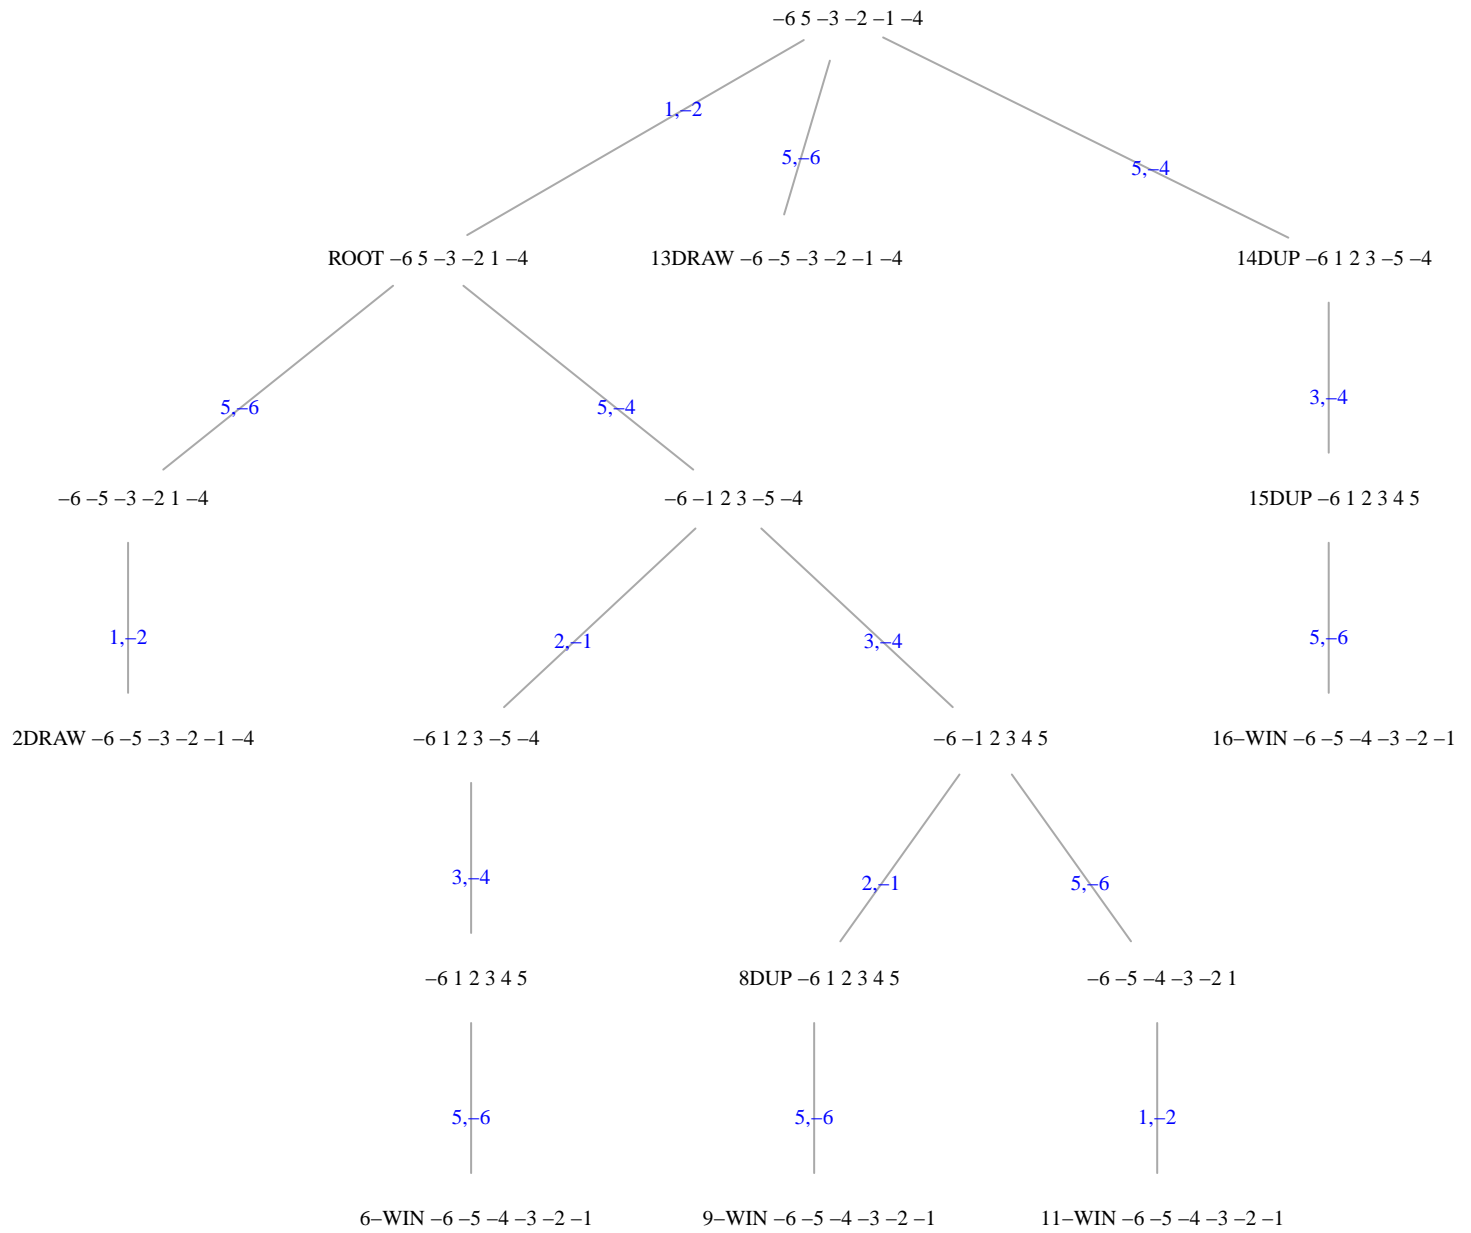 –6 5 –3 –2 –1 –4
1,–2
5,–6
5,–4
ROOT –6 5 –3 –2 1 –4
13DRAW –6 –5 –3 –2 –1 –4
14DUP –6 1 2 3 –5 –4
5,–6
5,–4
3,–4
–6 –5 –3 –2 1 –4
–6 –1 2 3 –5 –4
15DUP –6 1 2 3 4 5
1,–2
2,–1
3,–4
5,–6
2DRAW –6 –5 –3 –2 –1 –4
–6 1 2 3 –5 –4
–6 –1 2 3 4 5
16–WIN –6 –5 –4 –3 –2 –1
3,–4
2,–1
5,–6
–6 1 2 3 4 5
8DUP –6 1 2 3 4 5
–6 –5 –4 –3 –2 1
5,–6
5,–6
1,–2
6–WIN –6 –5 –4 –3 –2 –1
9–WIN –6 –5 –4 –3 –2 –1
11–WIN –6 –5 –4 –3 –2 –1